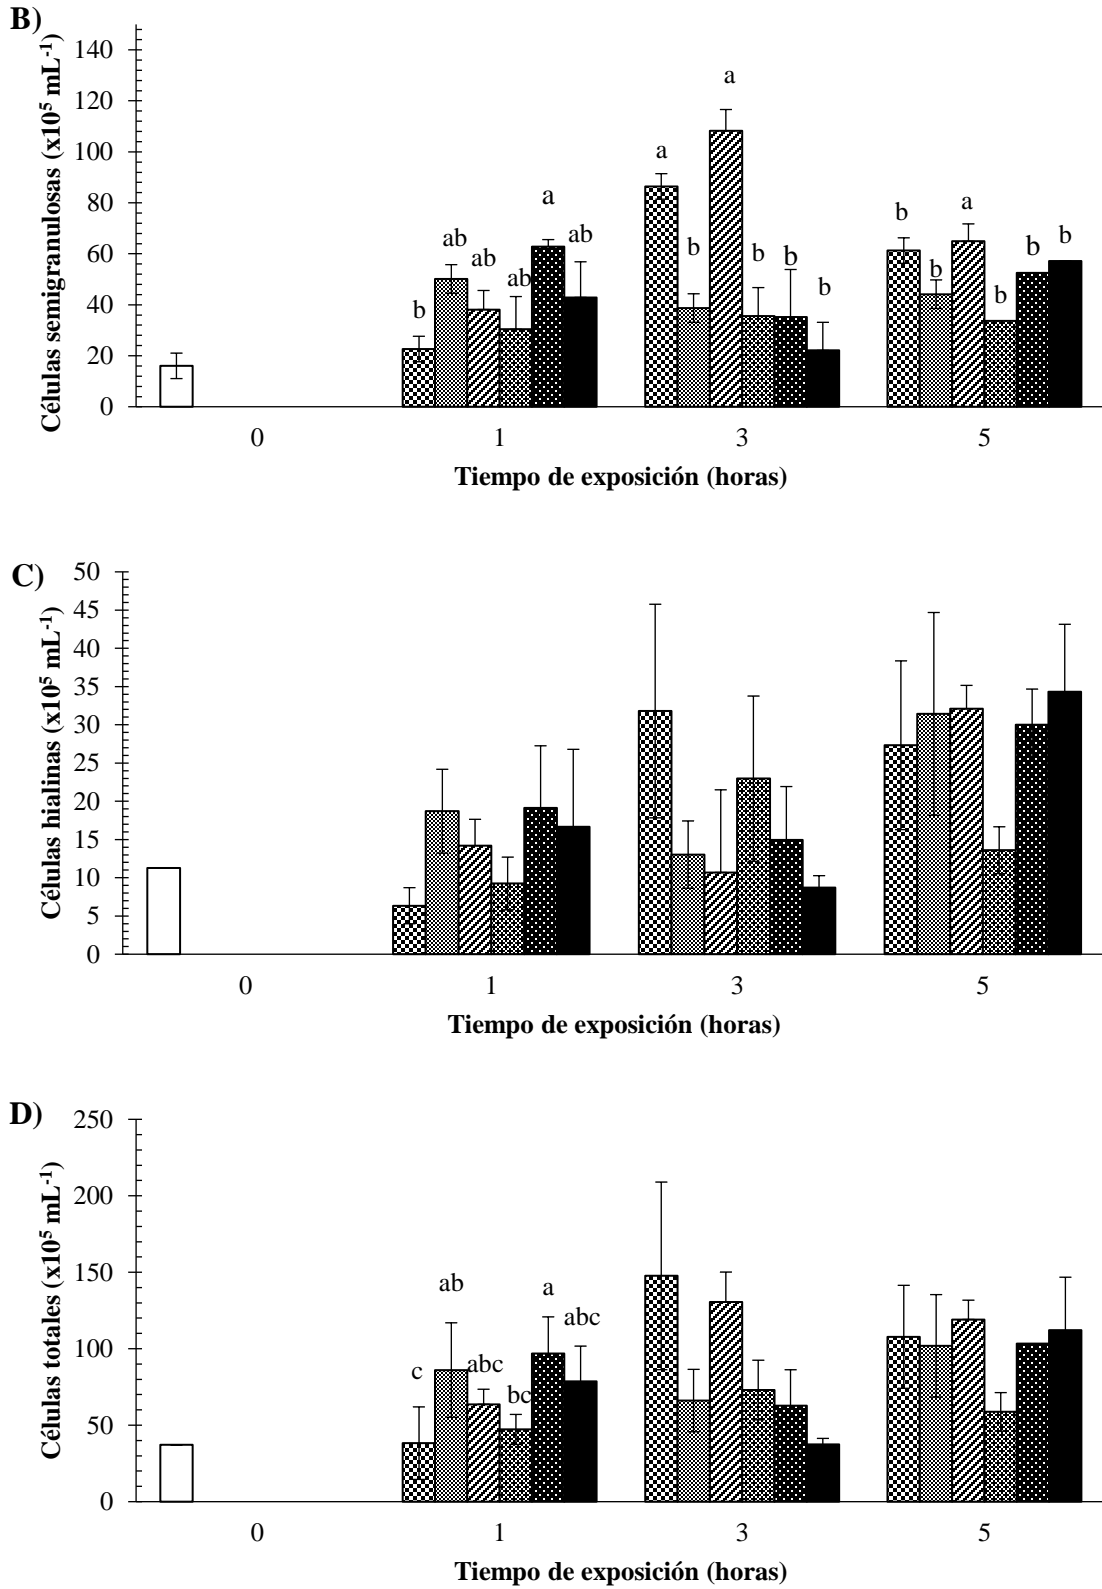 B)
Células semigranulosas (x10⁵ mL⁻¹)
140
120
100
80
60
40
20
0
b
ab
ab
ab
a
ab
a
b
a
b
b
b
b
b
a
b
b
b
0 1 3 5
Tiempo de exposición (horas)
C)
Células hialinas (x10⁵ mL⁻¹)
50
45
40
35
30
25
20
15
10
5
0
0 1 3 5
Tiempo de exposición (horas)
D)
Células totales (x10⁵ mL⁻¹)
250
200
150
100
50
0
c
ab
abc
bc
a
abc
0 1 3 5
Tiempo de exposición (horas)